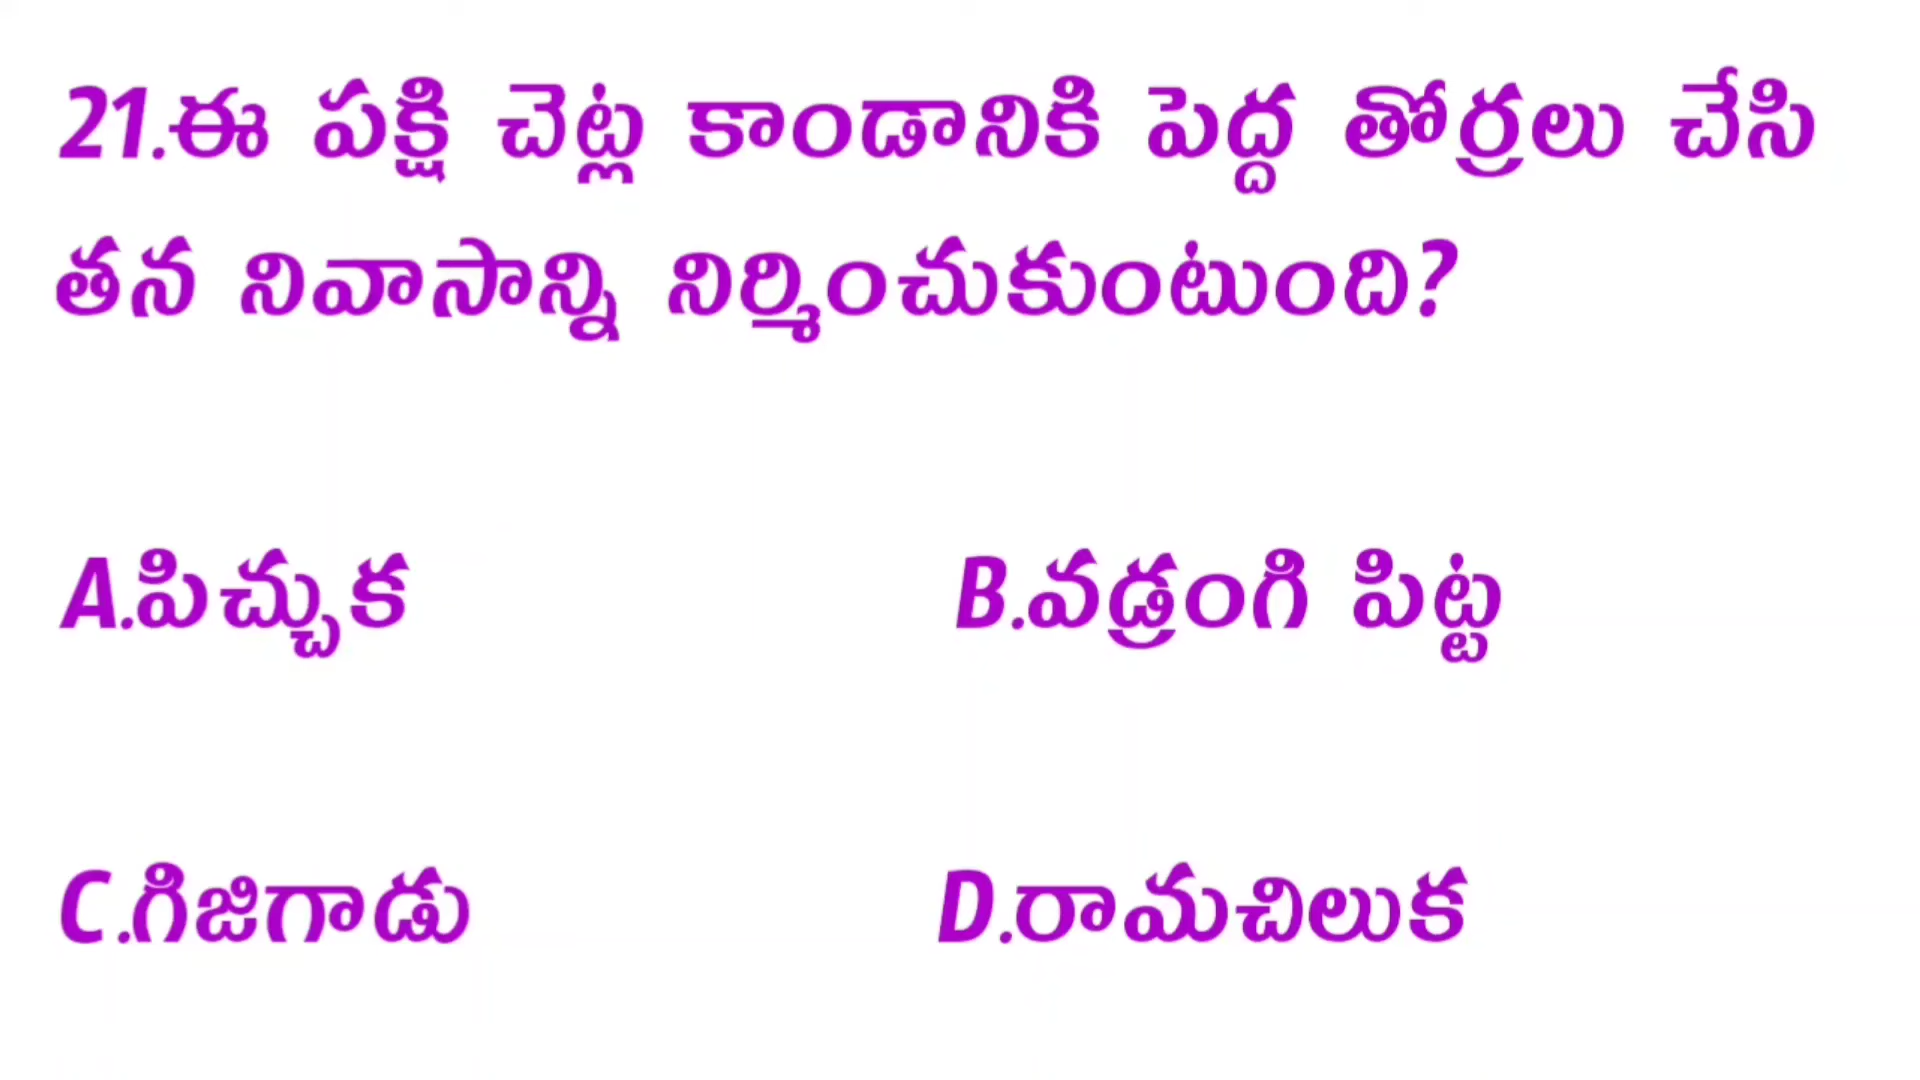 21.ఈ పక్షి చెట్ల కాండానికి పెద్ద తోర్రలు చేసి
తన నివాసాన్ని నిర్మించుకుంటుంది?
A.పిచ్చుక B.వడ్రంగి పిట్ట
C.గిజిగాడు D.రామచిలుక